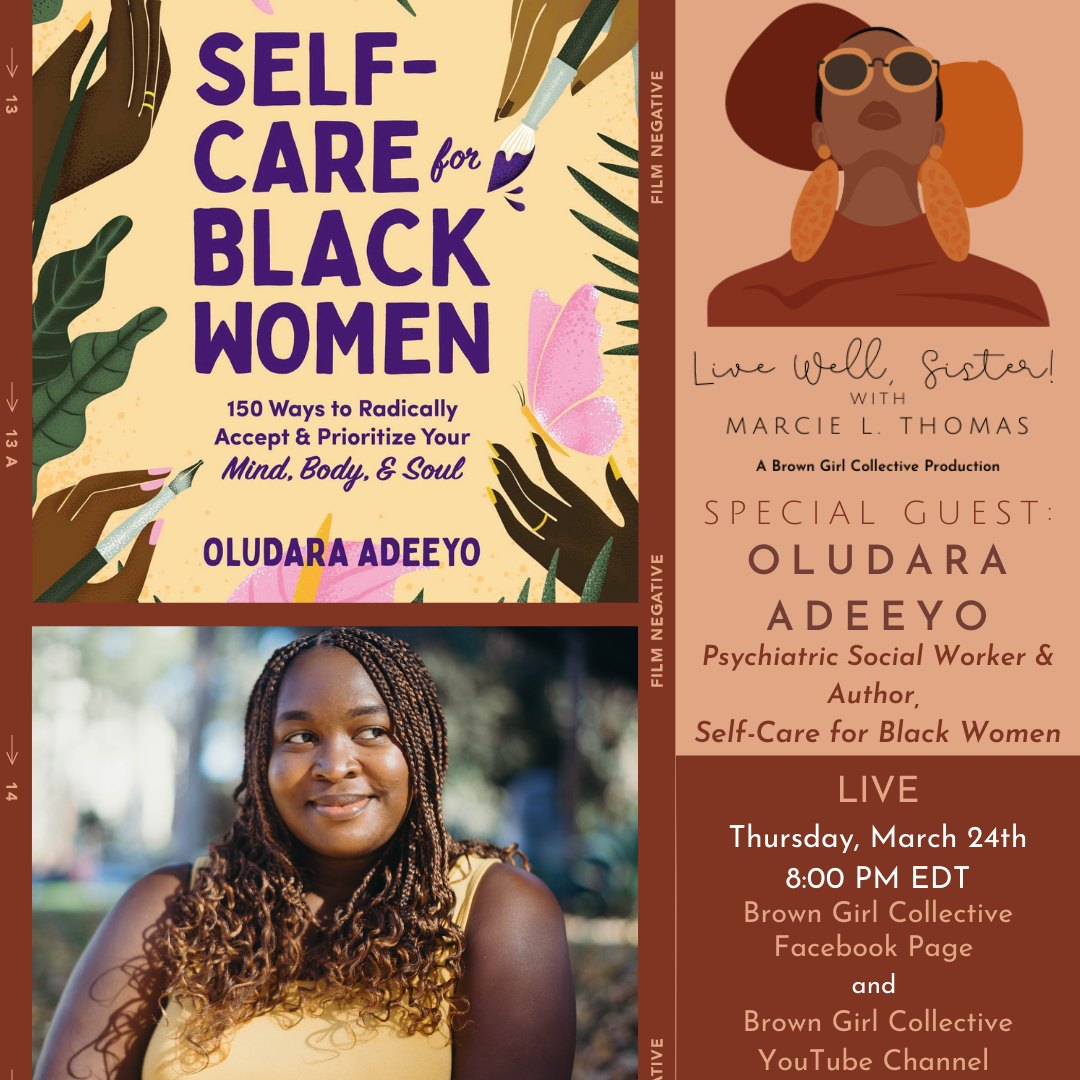 SELF-
CARE for
BLACK
WOMEN
150 Ways to Radically
Accept & Prioritize Your
Mind, Body, & Soul
OLUDARA ADEEYO
13
13 A
14
FILM NEGATIVE
FILM NEGATIVE
TIVE
Live Well, Sister!
WITH
MARCIE L. THOMAS
A Brown Girl Collective Production
SPECIAL GUEST:
OLUDARA
ADEEYO
Psychiatric Social Worker &
Author,
Self-Care for Black Women
LIVE
Thursday, March 24th
8:00 PM EDT
Brown Girl Collective
Facebook Page
and
Brown Girl Collective
YouTube Channel